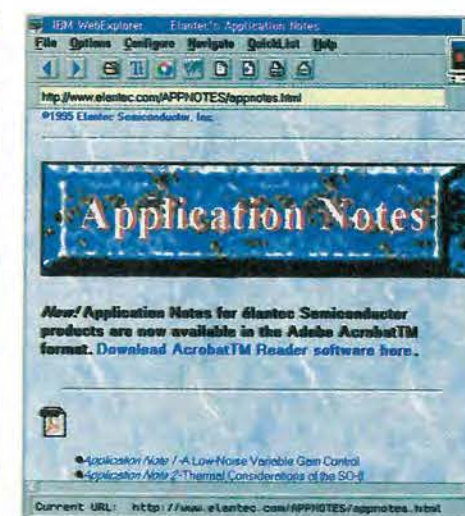 IBM WebExplorer Elantec's Application Notes
File Options Configure Navigate QuickList Help
http://www.elantec.com/APPNOTES/appnotes.html
©1995 Elantec Semiconductor, Inc.
Application Notes
New! Application Notes for élantec Semiconductor
products are now available in the Adobe AcrobatTM
format. Download AcrobatTM Reader software here.
Application Note 1-A Low-Noise Variable Gain Control
Application Note 2-Thermal Considerations of the SO-8
Current URL: http://www.elantec.com/APPNOTES/appnotes.html